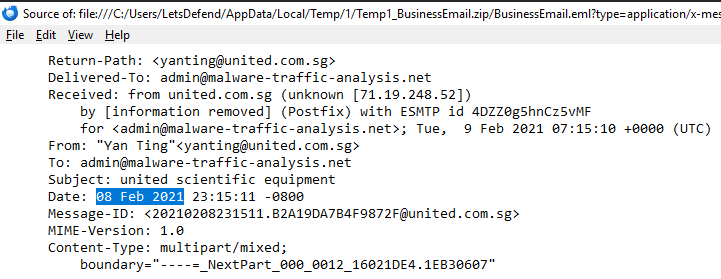 Source of: file:///C:/Users/LetsDefend/AppData/Local/Temp/1/Temp1_BusinessEmail.zip/BusinessEmail.eml?type=application/x-mes
File Edit View Help
Return-Path: <yanting@united.com.sg>
Delivered-To: admin@malware-traffic-analysis.net
Received: from united.com.sg (unknown [71.19.248.52])
by [information removed] (Postfix) with ESMTP id 4DZZ0g5hnCz5vMF
for <admin@malware-traffic-analysis.net>; Tue,  9 Feb 2021 07:15:10 +0000 (UTC)
From: "Yan Ting"<yanting@united.com.sg>
To: admin@malware-traffic-analysis.net
Subject: united scientific equipment
Date: 08 Feb 2021 23:15:11 -0800
Message-ID: <20210208231511.B2A19DA7B4F9872F@united.com.sg>
MIME-Version: 1.0
Content-Type: multipart/mixed;
boundary="----=_NextPart_000_0012_16021DE4.1EB30607"